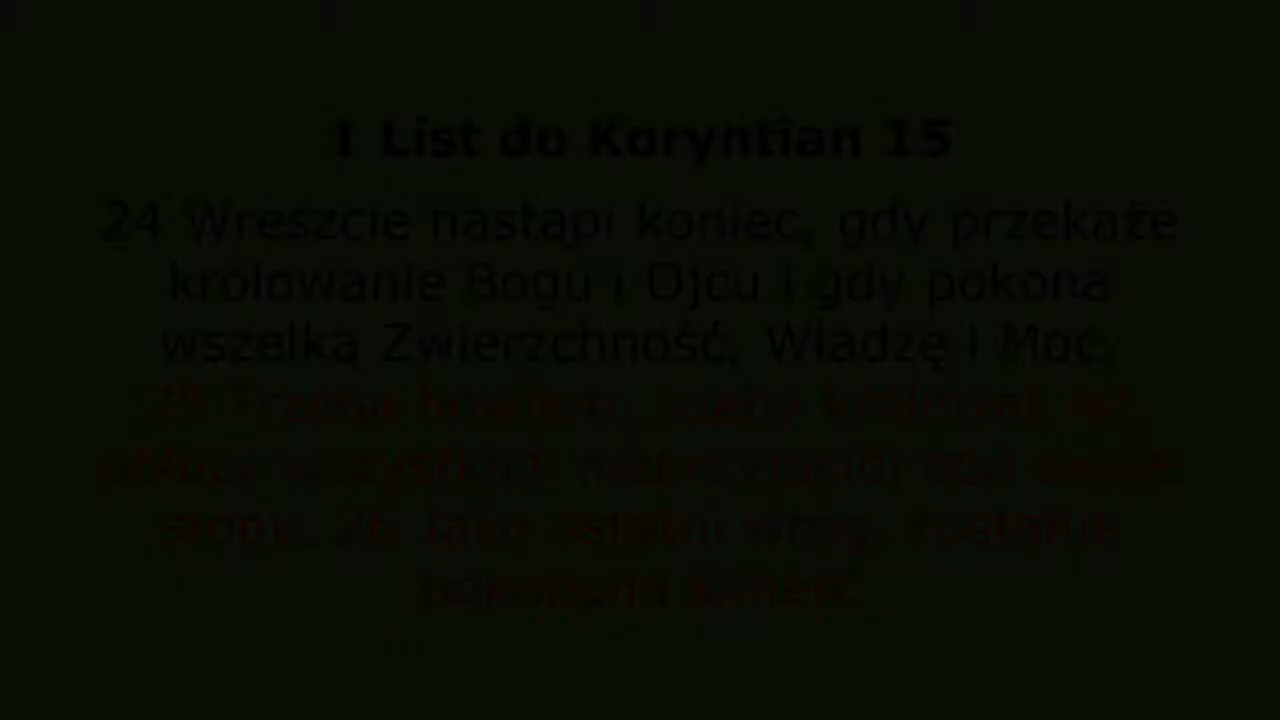 I List do Koryntian 15
24 Wreszcie nastąpi koniec, gdy przekaże
królowanie Bogu i Ojcu i gdy pokona
wszelką Zwierzchność, Władzę i Moc.
25 Trzeba bowiem, ażeby królował, aż
położy wszystkich nieprzyjaciół pod swoje
stopy. 26 Jako ostatni wróg, zostanie
pokonana śmierć